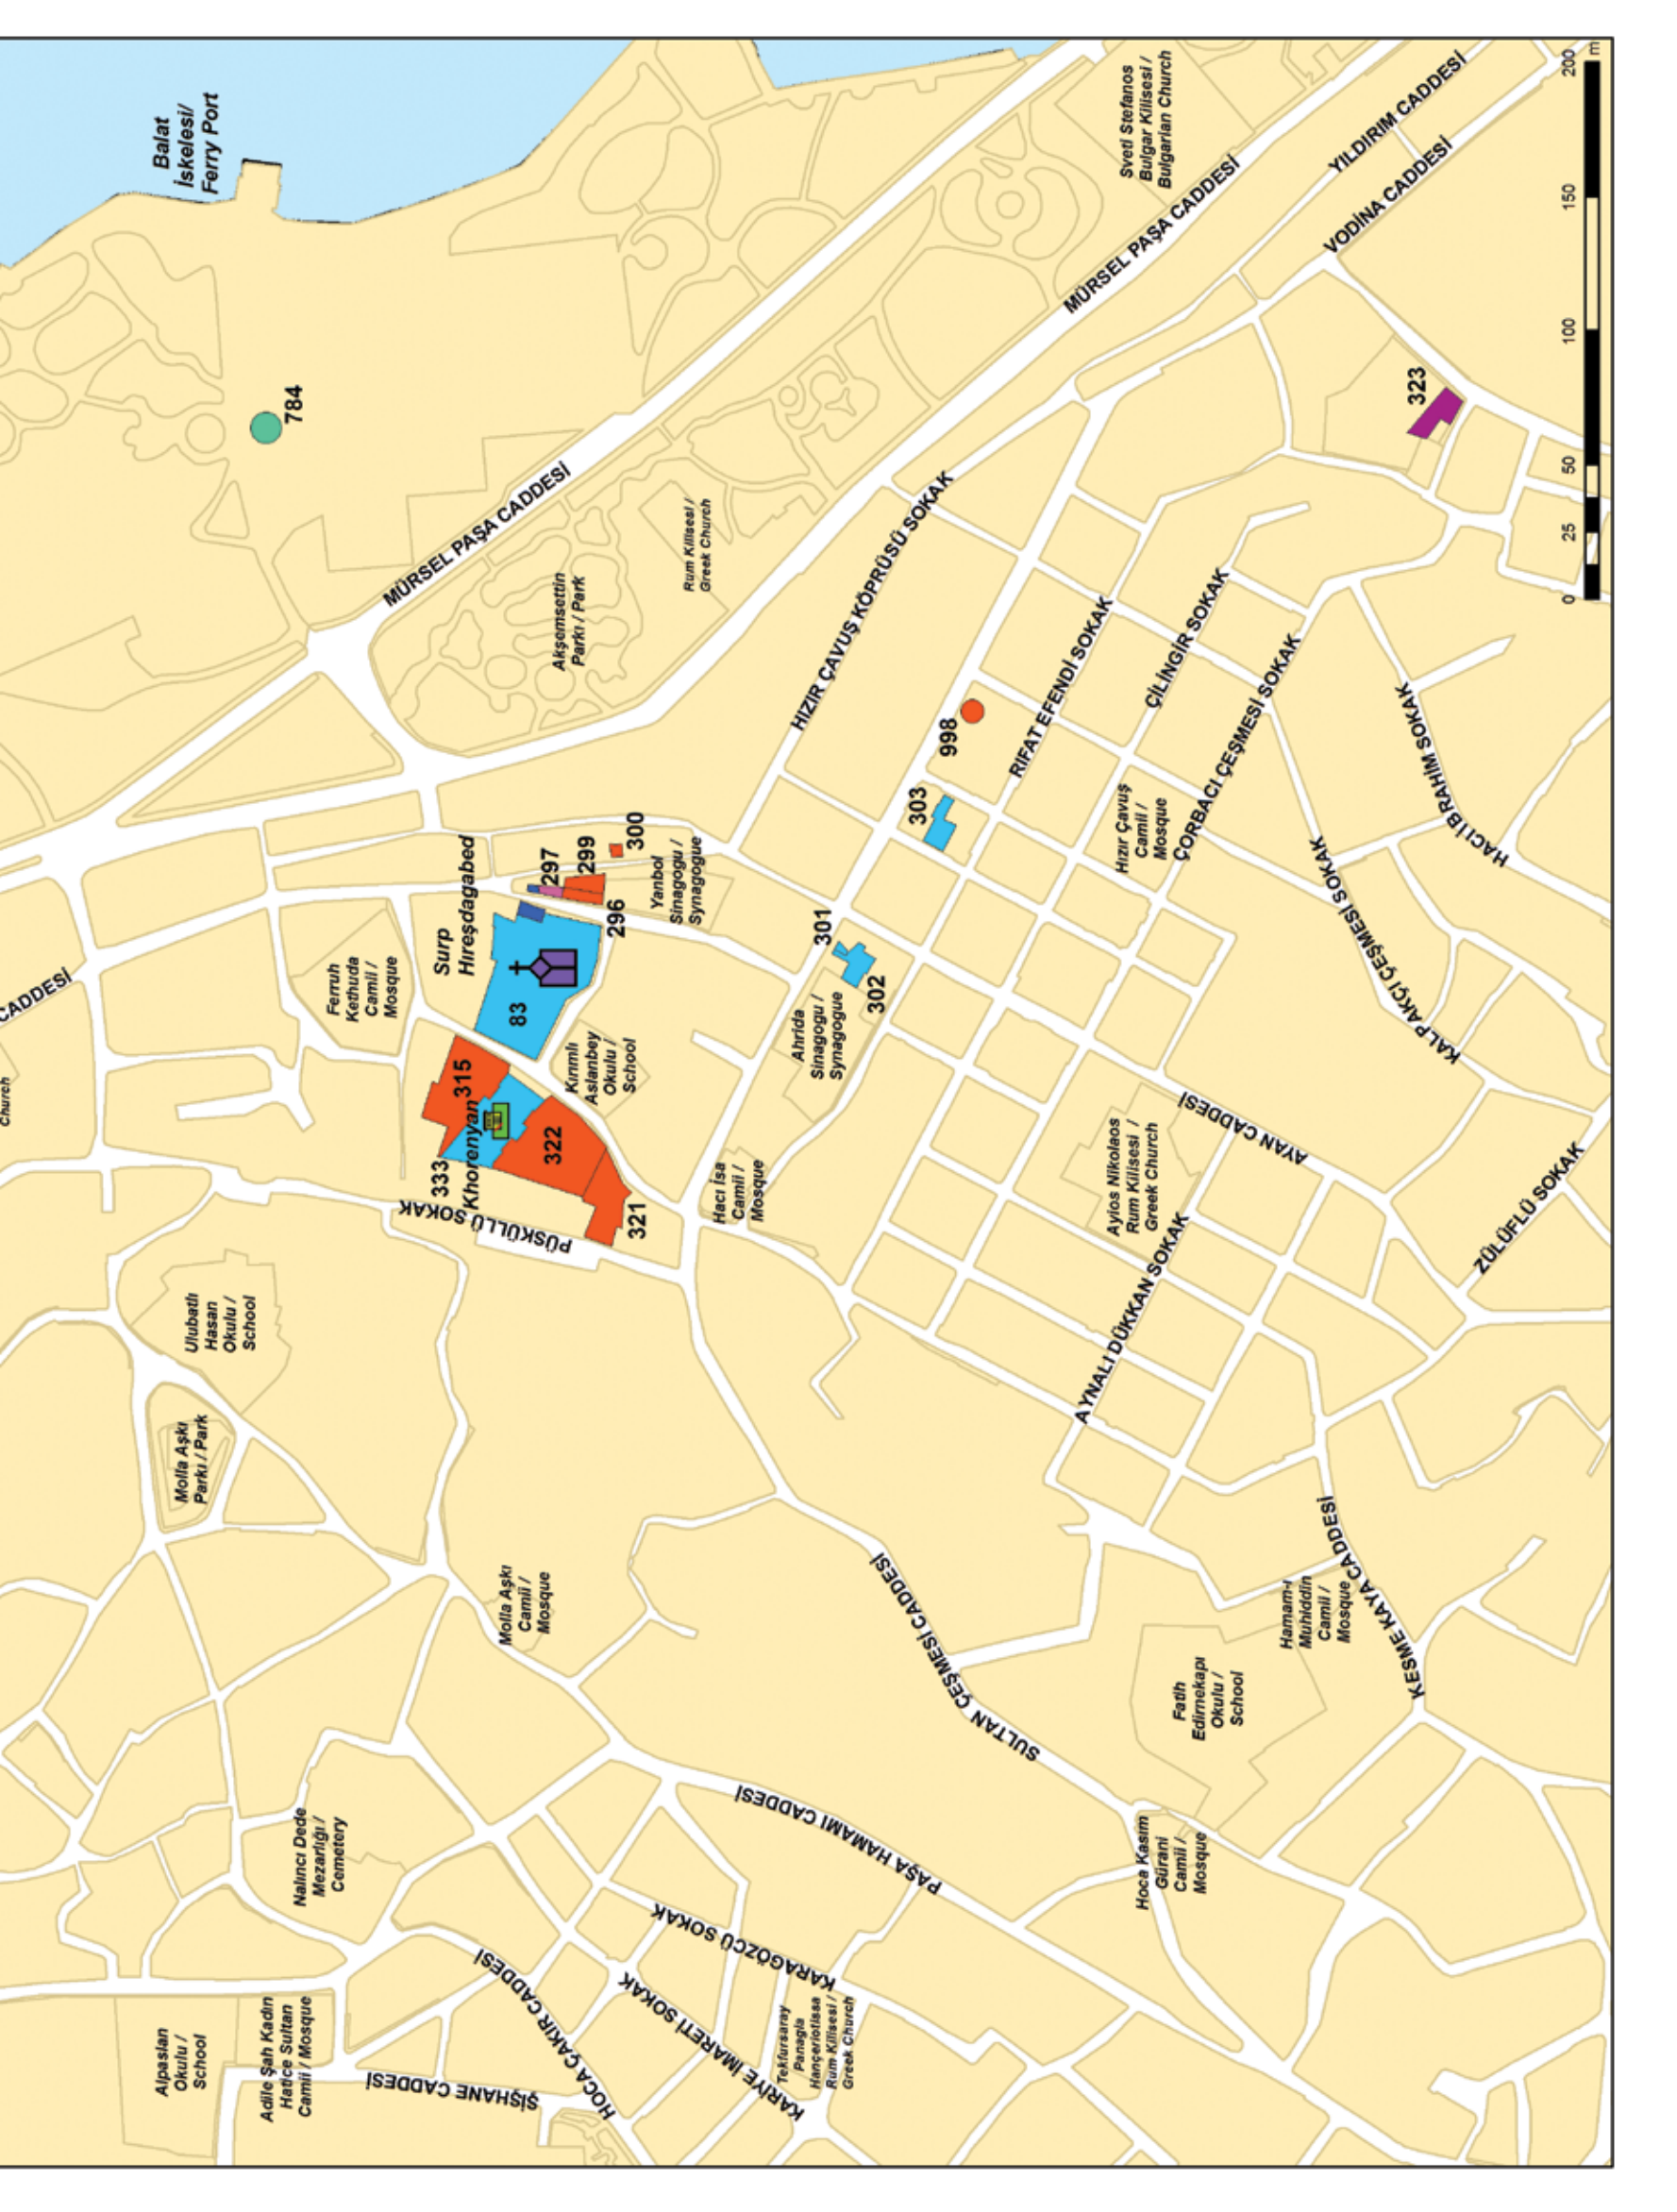 Balat
İskelesi/
Ferry Port
784
MÜRSEL PAŞA CADDESİ
Akşemsettin
Parkı / Park
Rum Kilisesi /
Greek Church
Sveti Stefanos
Bulgar Kilisesi /
Bulgarian Church
MÜRSEL PAŞA CADDESİ
YILDIRIM CADDESİ
VODİNA CADDESİ
323
0 25 50 100 150 200
m
HIZIR ÇAVUŞ KÖPRÜSÜ SOKAK
998
303
RIFAT EFENDİ SOKAK
ÇİLİNGİR SOKAK
ÇORBACI ÇEŞMESİ SOKAK
Hızır Çavuş
Camii /
Mosque
HACI İBRAHİM SOKAK
KALPAKÇI ÇEŞMESİ SOKAK
CADDESİ
Church
Ferruh
Kethuda
Camii /
Mosque
Surp
Hıreşdagabed
83
297
299
300
296
Yanbol
Sinagogu /
Synagogue
301
302
Ahrida
Sinagogu /
Synagogue
315
Khorenyan
333
322
321
Kırımlı
Aslanbey
Okulu /
School
PÜSKÜLLÜ SOKAK
Hacı İsa
Camii /
Mosque
Ayios Nikolaos
Rum Kilisesi /
Greek Church
AYAN CADDESİ
ZÜLÜFLÜ SOKAK
AYNALI DÜKKAN SOKAK
Ulubatlı
Hasan
Okulu /
School
Molla Aşkı
Parkı / Park
Molla Aşkı
Camii /
Mosque
SULTAN ÇEŞMESİ CADDESİ
Hamam-ı
Muhiddin
Camii /
Mosque
KESME KAYA CADDESİ
Fatih
Edirnekapı
Okulu /
School
Nalıncı Dede
Mezarlığı /
Cemetery
PAŞA HAMAMI CADDESİ
Hoca Kasım
Gürani
Camii /
Mosque
KARAGÖZCÜ SOKAK
HOCA ÇAKIR CADDESİ
KARİYE İMARETİ SOKAK
Tekfursaray
Panagia
Hançeriotissa
Rum Kilisesi /
Greek Church
Alpaslan
Okulu /
School
Adile Şah Kadın
Hatice Sultan
Camii / Mosque
ŞİŞHANE CADDESİ